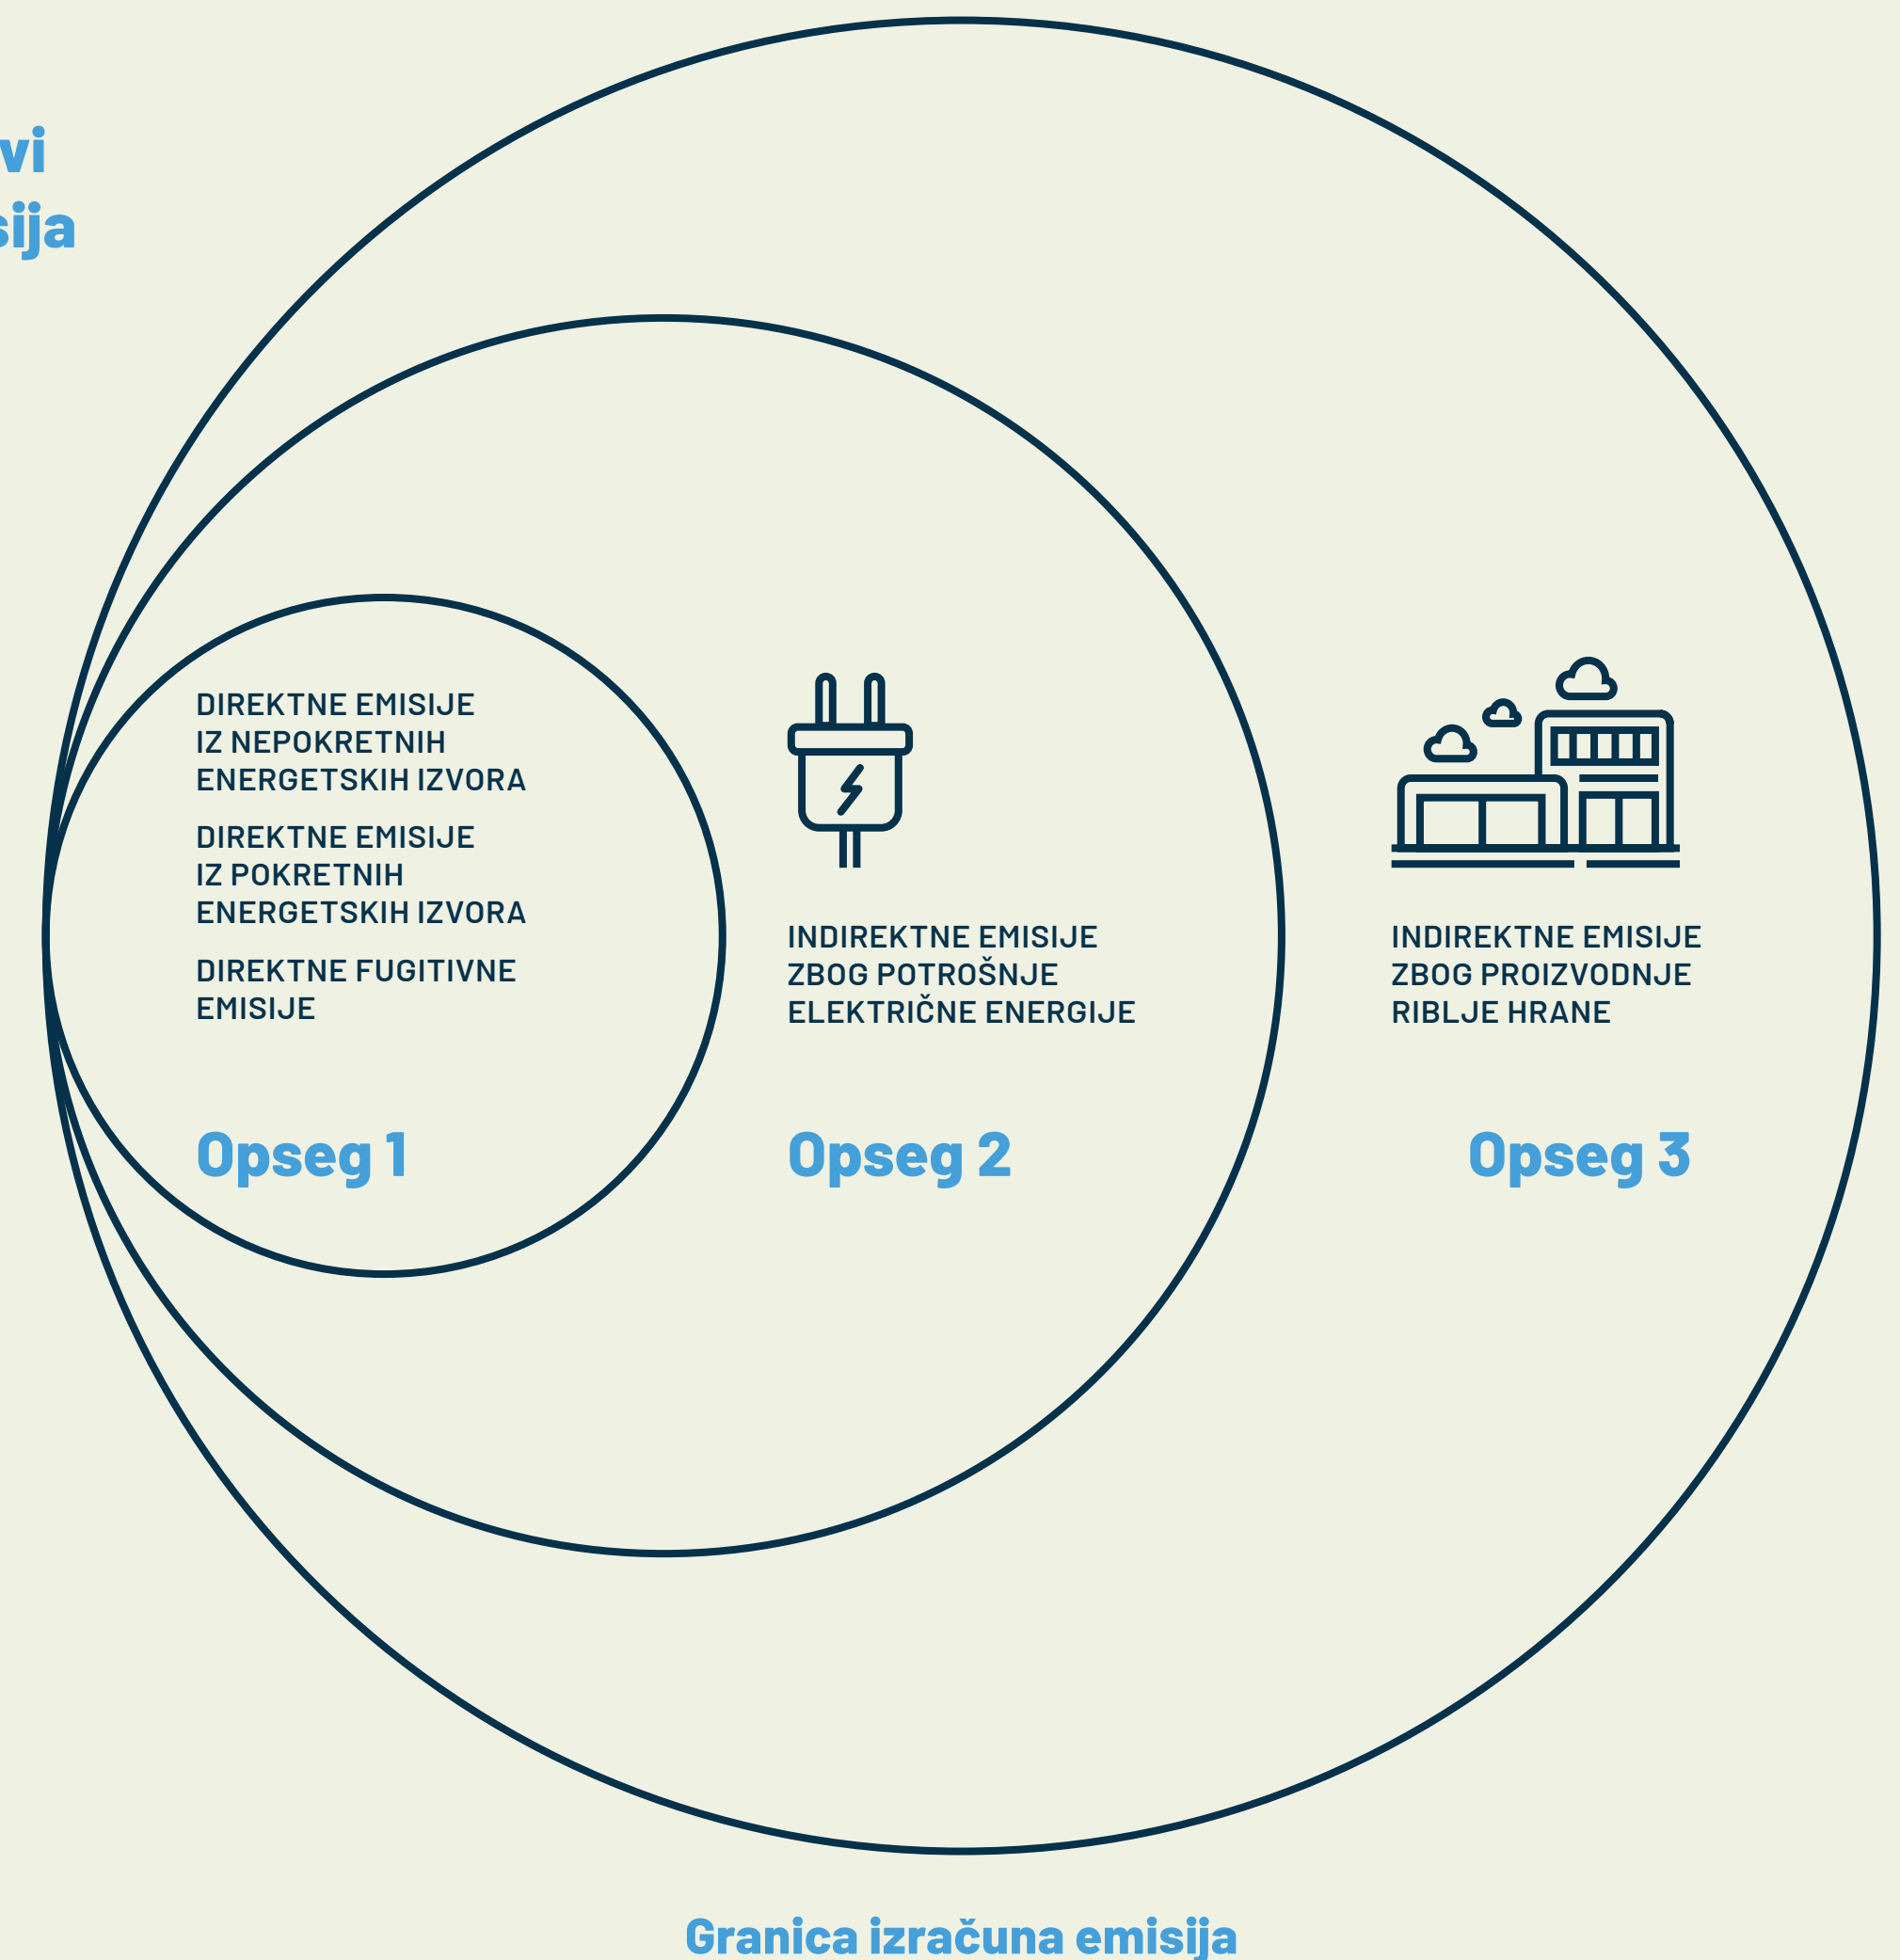 vi
sija
DIREKTNE EMISIJE
IZ NEPOKRETNIH
ENERGETSKIH IZVORA
DIREKTNE EMISIJE
IZ POKRETNIH
ENERGETSKIH IZVORA
DIREKTNE FUGITIVNE
EMISIJE
Opseg 1
INDIREKTNE EMISIJE
ZBOG POTROŠNJE
ELEKTRIČNE ENERGIJE
Opseg 2
INDIREKTNE EMISIJE
ZBOG PROIZVODNJE
RIBLJE HRANE
Opseg 3
Granica izračuna emisija